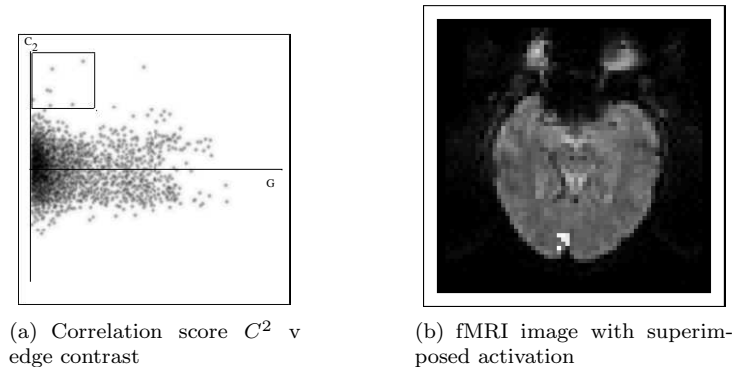 C2
G
(a) Correlation score C² v
edge contrast
(b) fMRI image with superim-
posed activation